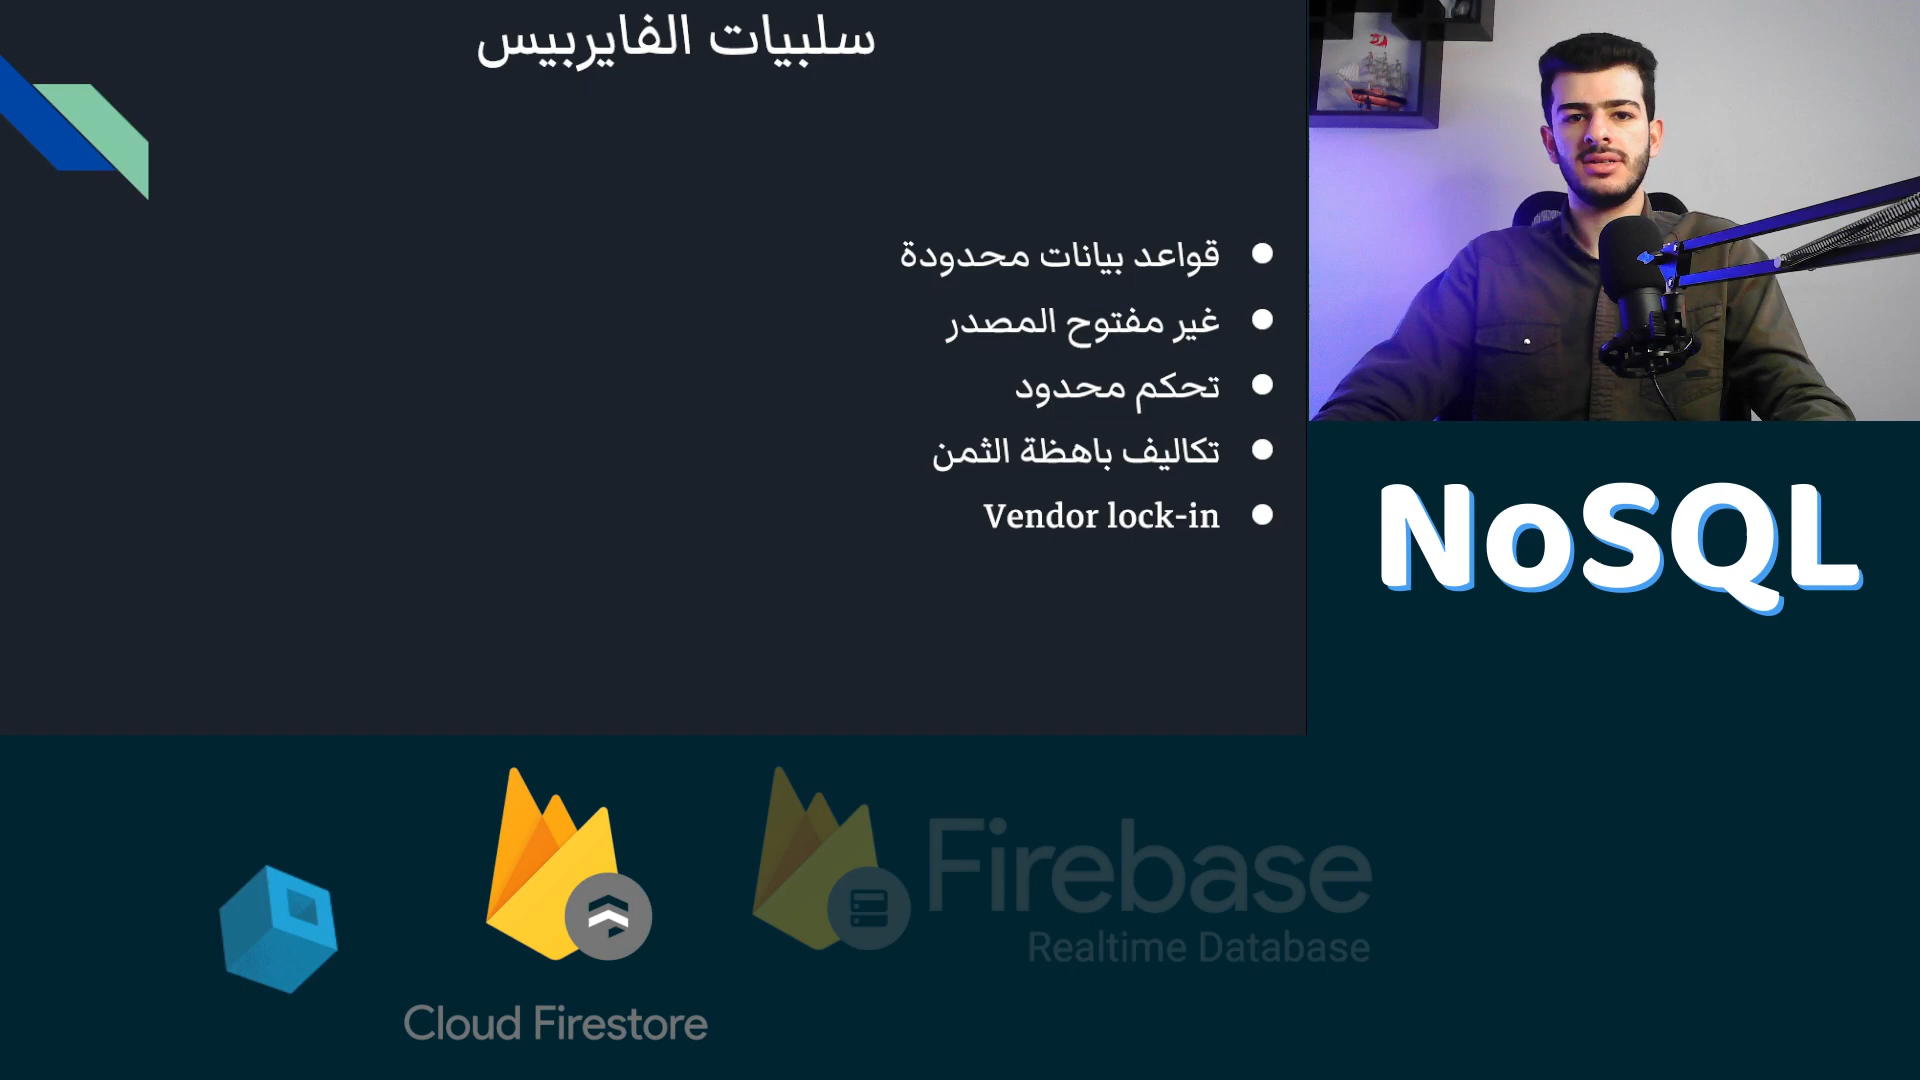 سلبيات الفايربيس
قواعد بيانات محدودة
غير مفتوح المصدر
تحكم محدود
تكاليف باهظة الثمن
Vendor lock-in
NoSQL
Cloud Firestore
Firebase
Realtime Database